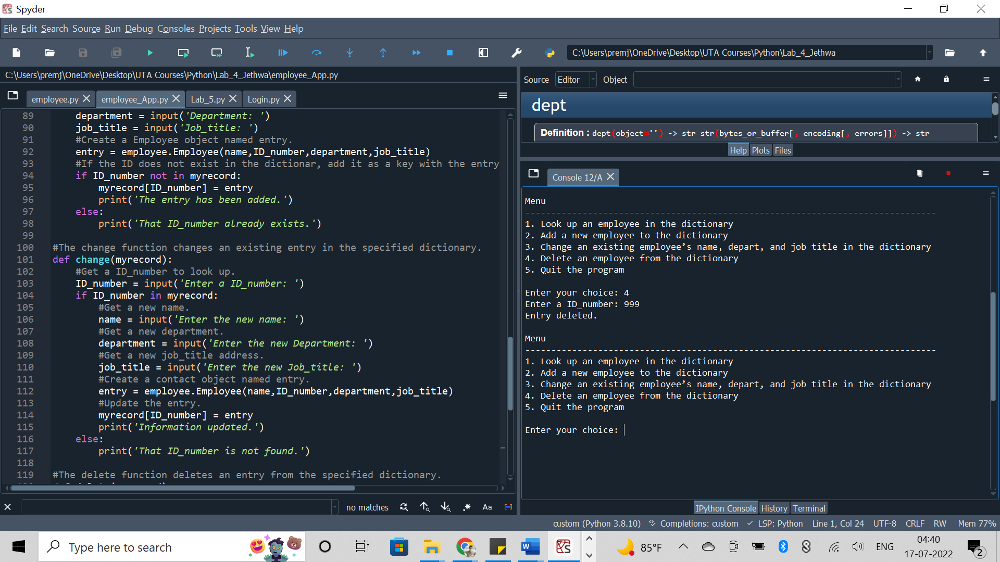 Spyder
File Edit Search Source Run Debug Consoles Projects Tools View Help
C:\Users\premj\OneDrive\Desktop\UTA Courses\Python\Lab_4_Jethwa
C:\Users\premj\OneDrive\Desktop\UTA Courses\Python\Lab_4_Jethwa\employee_App.py
employee.py employee_App.py Lab_5.py Login.py
89 department = input('Department: ')
90 job_title = input('Job_title: ')
91 #Create a Employee object named entry.
92 entry = employee.Employee(name,ID_number,department,job_title)
93 #If the ID does not exist in the dictionar, add it as a key with the entry
94 if ID_number not in myrecord:
95 myrecord[ID_number] = entry
96 print('The entry has been added.')
97 else:
98 print('That ID_number already exists.')
99
100 #The change function changes an existing entry in the specified dictionary.
101 def change(myrecord):
102 #Get a ID_number to look up.
103 ID_number = input('Enter a ID_number: ')
104 if ID_number in myrecord:
105 #Get a new name.
106 name = input('Enter the new name: ')
107 #Get a new department.
108 department = input('Enter the new Department: ')
109 #Get a new job_title address.
110 job_title = input('Enter the new Job_title: ')
111 #Create a contact object named entry.
112 entry = employee.Employee(name,ID_number,department,job_title)
113 #Update the entry.
114 myrecord[ID_number] = entry
115 print('Information updated.')
116 else:
117 print('That ID_number is not found.')
118
119 #The delete function deletes an entry from the specified dictionary.
no matches
Aa
Source Editor Object
dept
Definition : dept(object='') -> str str(bytes_or_buffer[, encoding[, errors]]) -> str
Help Plots Files
Console 12/A
Menu
-------------------------------------------------------------------------------
1. Look up an employee in the dictionary
2. Add a new employee to the dictionary
3. Change an existing employee’s name, depart, and job title in the dictionary
4. Delete an employee from the dictionary
5. Quit the program
Enter your choice: 4
Enter a ID_number: 999
Entry deleted.
Menu
-------------------------------------------------------------------------------
1. Look up an employee in the dictionary
2. Add a new employee to the dictionary
3. Change an existing employee’s name, depart, and job title in the dictionary
4. Delete an employee from the dictionary
5. Quit the program
Enter your choice:
IPython Console History Terminal
custom (Python 3.8.10) Completions: custom LSP: Python Line 1, Col 24 UTF-8 CRLF RW Mem 77%
Type here to search
85°F
ENG
04:40
17-07-2022
2